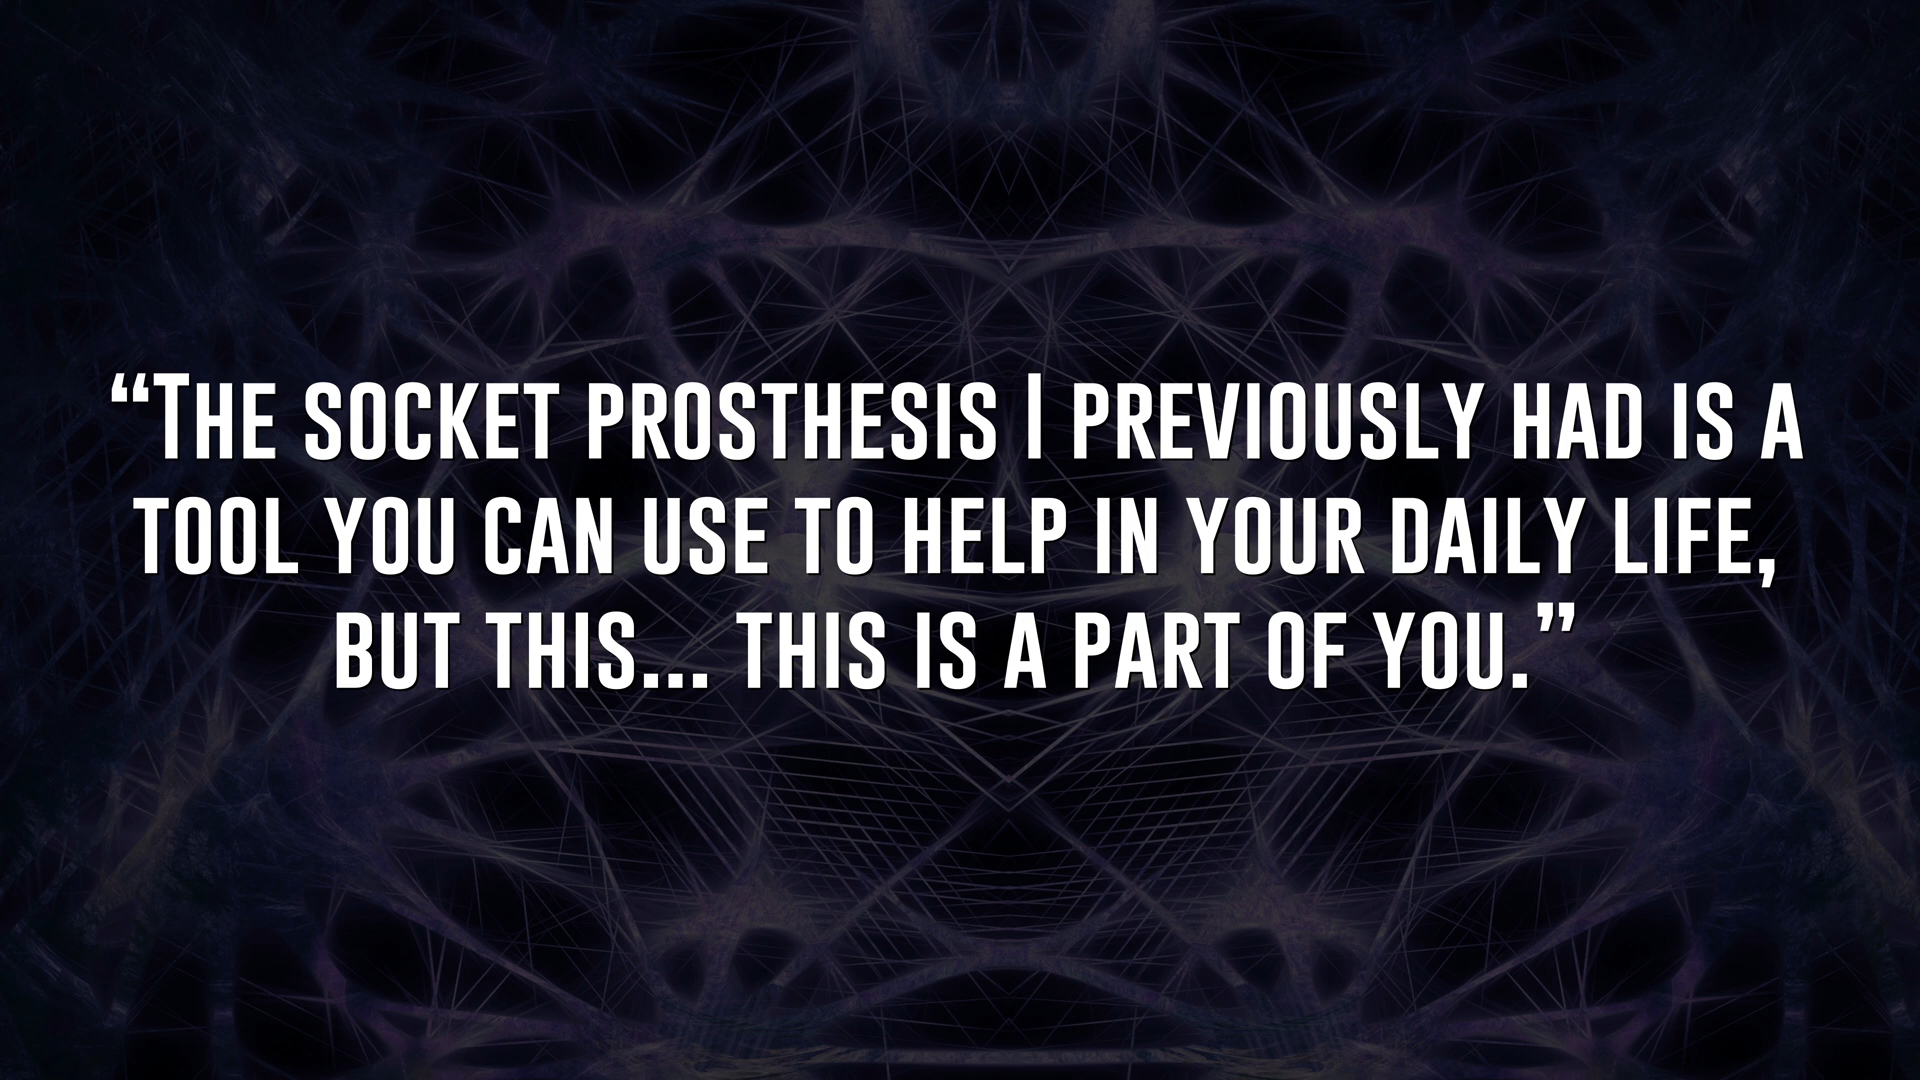 “The socket prosthesis I previously had is a
tool you can use to help in your daily life,
but this... this is a part of you.”